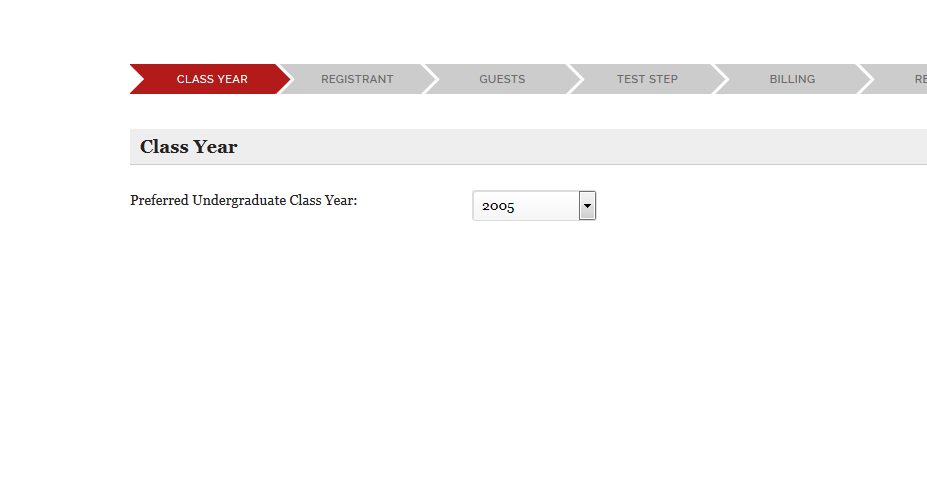 CLASS YEAR REGISTRANT GUESTS TEST STEP BILLING
Class Year
Preferred Undergraduate Class Year: 2005